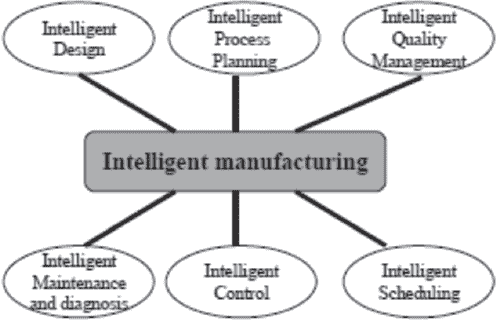 Intelligent
Design
Intelligent
Process
Planning
Intelligent
Quality
Management
Intelligent manufacturing
Intelligent
Maintenance
and diagnosis
Intelligent
Control
Intelligent
Scheduling